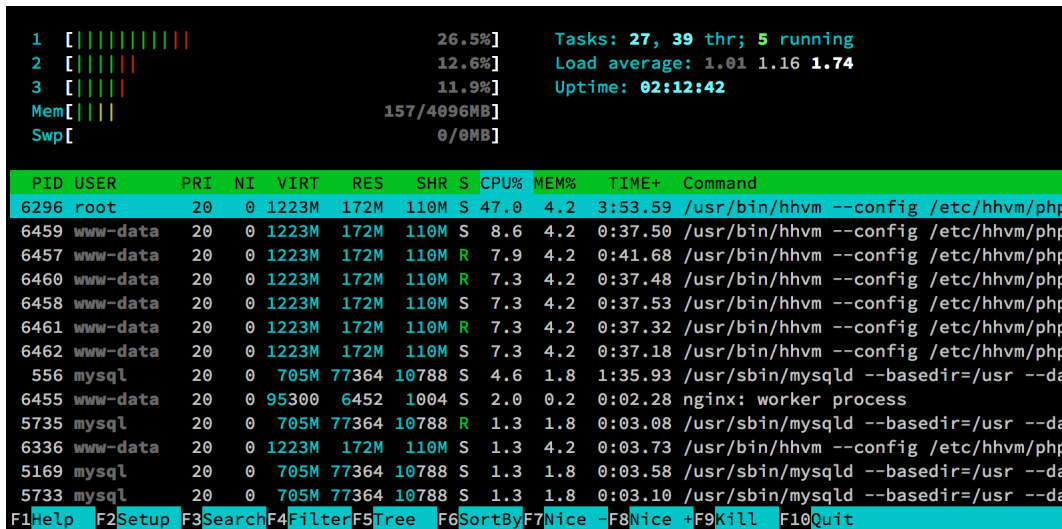 1 [||||||||||| 26.5%] Tasks: 27, 39 thr; 5 running
2 [|||||| 12.6%] Load average: 1.01 1.16 1.74
3 [||||| 11.9%] Uptime: 02:12:42
Mem[|||| 157/4096MB]
Swp[ 0/0MB]
PID USER PRI NI VIRT RES SHR S CPU% MEM% TIME+ Command
6296 root 20 0 1223M 172M 110M S 47.0 4.2 3:53.59 /usr/bin/hhvm --config /etc/hhvm/php
6459 www-data 20 0 1223M 172M 110M S 8.6 4.2 0:37.50 /usr/bin/hhvm --config /etc/hhvm/php
6457 www-data 20 0 1223M 172M 110M R 7.9 4.2 0:41.68 /usr/bin/hhvm --config /etc/hhvm/php
6460 www-data 20 0 1223M 172M 110M R 7.3 4.2 0:37.48 /usr/bin/hhvm --config /etc/hhvm/php
6458 www-data 20 0 1223M 172M 110M S 7.3 4.2 0:37.53 /usr/bin/hhvm --config /etc/hhvm/php
6461 www-data 20 0 1223M 172M 110M R 7.3 4.2 0:37.32 /usr/bin/hhvm --config /etc/hhvm/php
6462 www-data 20 0 1223M 172M 110M S 7.3 4.2 0:37.18 /usr/bin/hhvm --config /etc/hhvm/php
556 mysql 20 0 705M 77364 10788 S 4.6 1.8 1:35.93 /usr/sbin/mysqld --basedir=/usr --da
6455 www-data 20 0 95300 6452 1004 S 2.0 0.2 0:02.28 nginx: worker process
5735 mysql 20 0 705M 77364 10788 R 1.3 1.8 0:03.08 /usr/sbin/mysqld --basedir=/usr --da
6336 www-data 20 0 1223M 172M 110M S 1.3 4.2 0:03.73 /usr/bin/hhvm --config /etc/hhvm/php
5169 mysql 20 0 705M 77364 10788 S 1.3 1.8 0:03.58 /usr/sbin/mysqld --basedir=/usr --da
5733 mysql 20 0 705M 77364 10788 S 1.3 1.8 0:03.10 /usr/sbin/mysqld --basedir=/usr --da
F1Help F2Setup F3SearchF4FilterF5Tree F6SortByF7Nice -F8Nice +F9Kill F10Quit